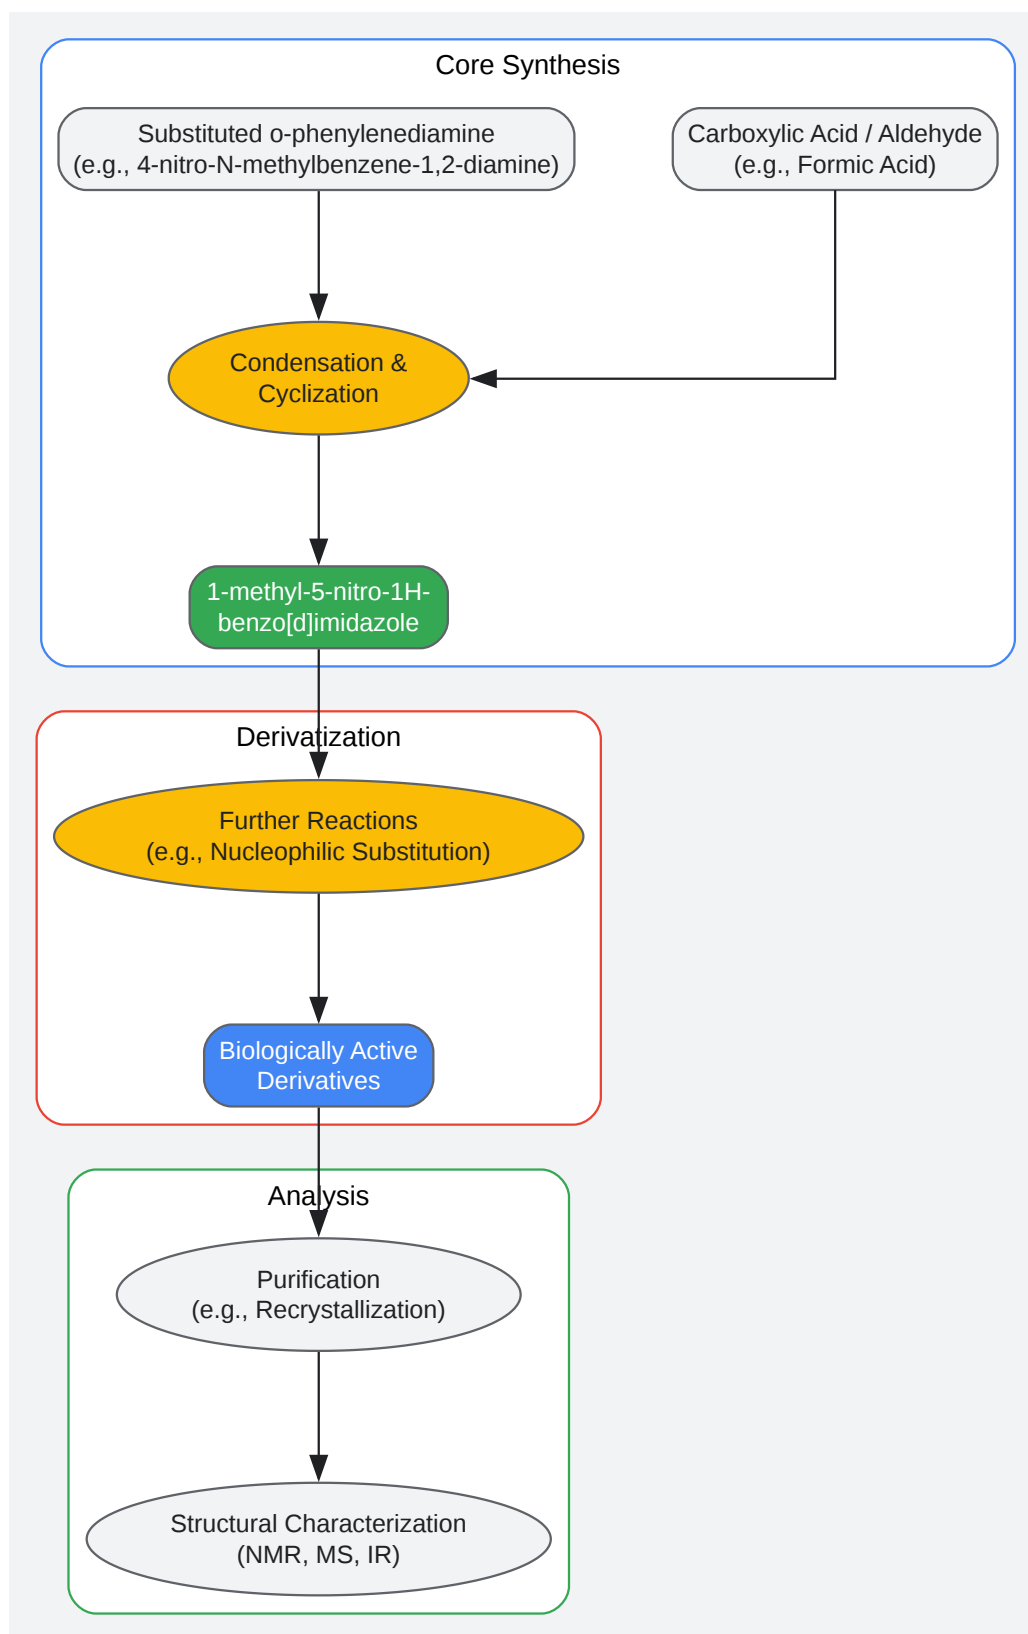 Core Synthesis
Substituted o-phenylenediamine
(e.g., 4-nitro-N-methylbenzene-1,2-diamine)
Carboxylic Acid / Aldehyde
(e.g., Formic Acid)
Condensation &
Cyclization
1-methyl-5-nitro-1H-
benzo[d]imidazole
Derivatization
Further Reactions
(e.g., Nucleophilic Substitution)
Biologically Active
Derivatives
Analysis
Purification
(e.g., Recrystallization)
Structural Characterization
(NMR, MS, IR)